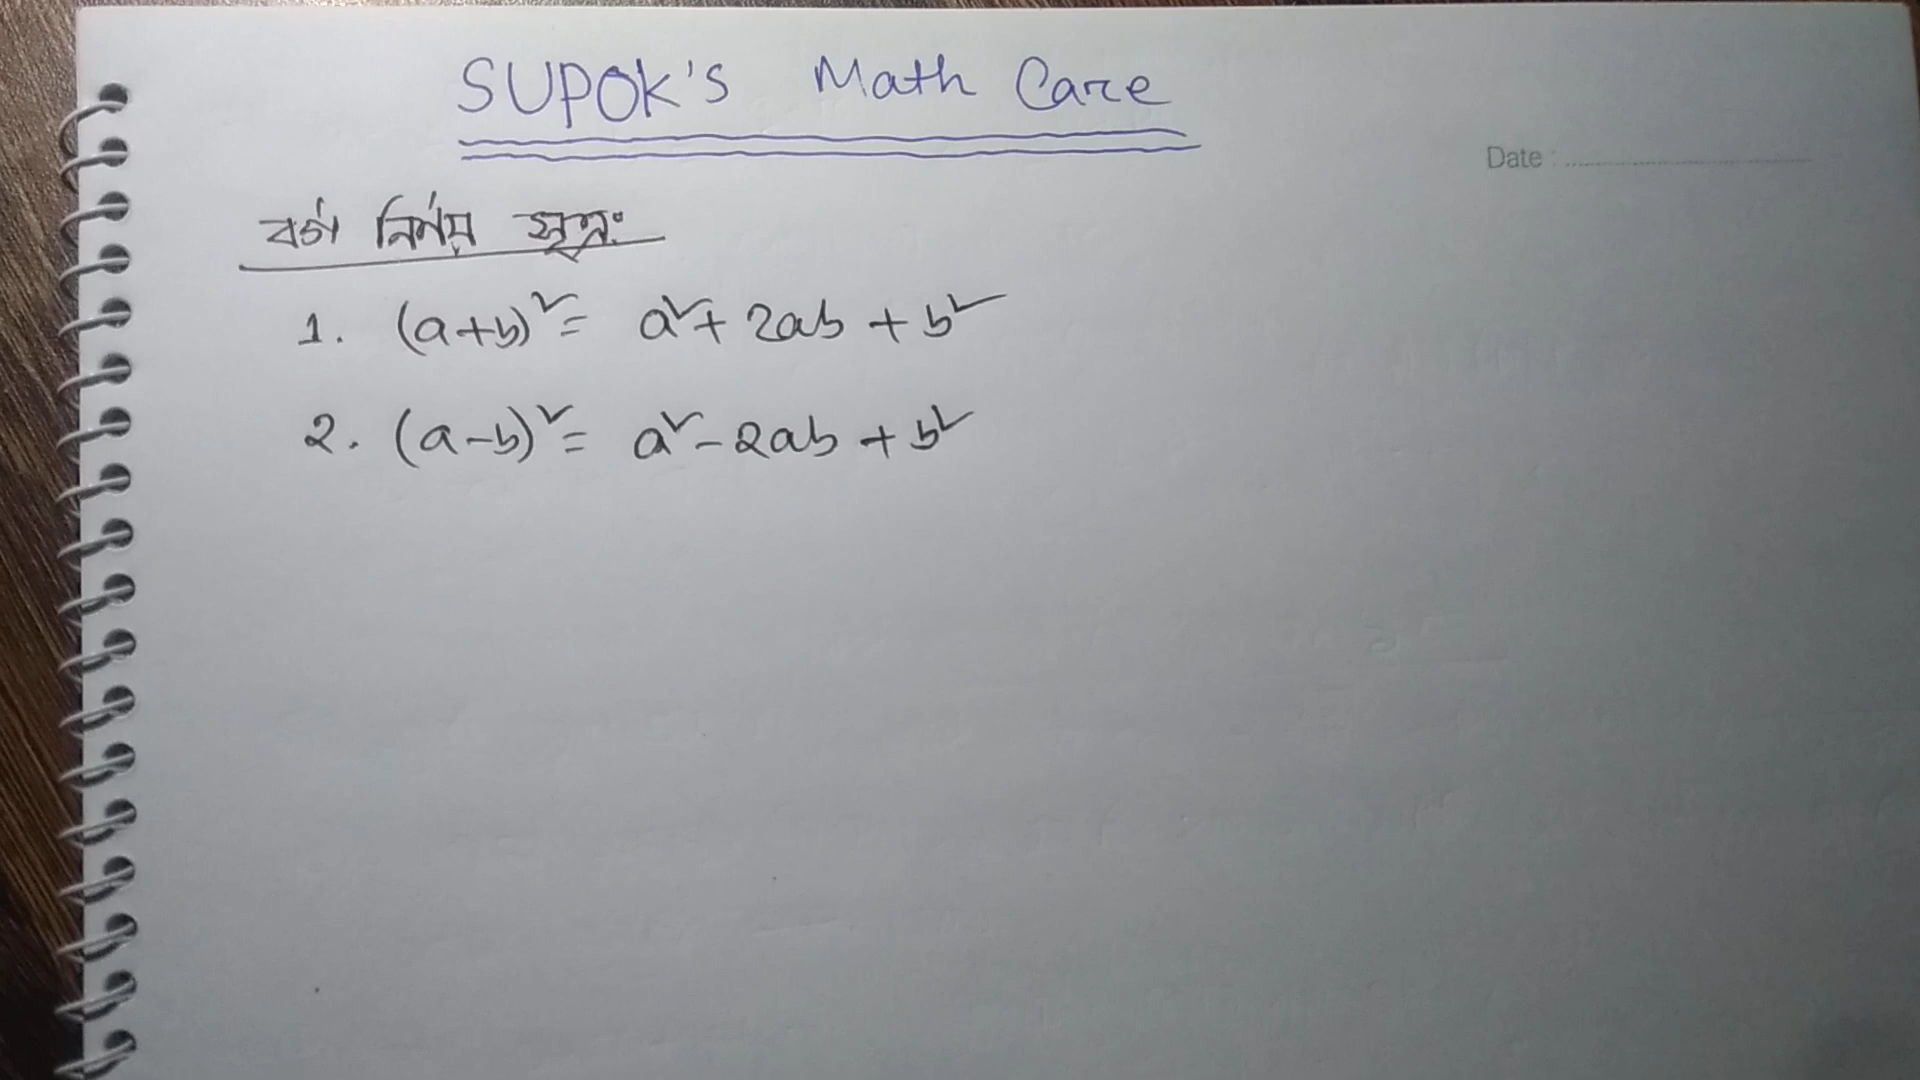 SUPOK'S Math Care
Date :
বর্গ নির্ণয় সূত্রঃ
1. (a+b)² = a² + 2ab + b²
2. (a-b)² = a² - 2ab + b²